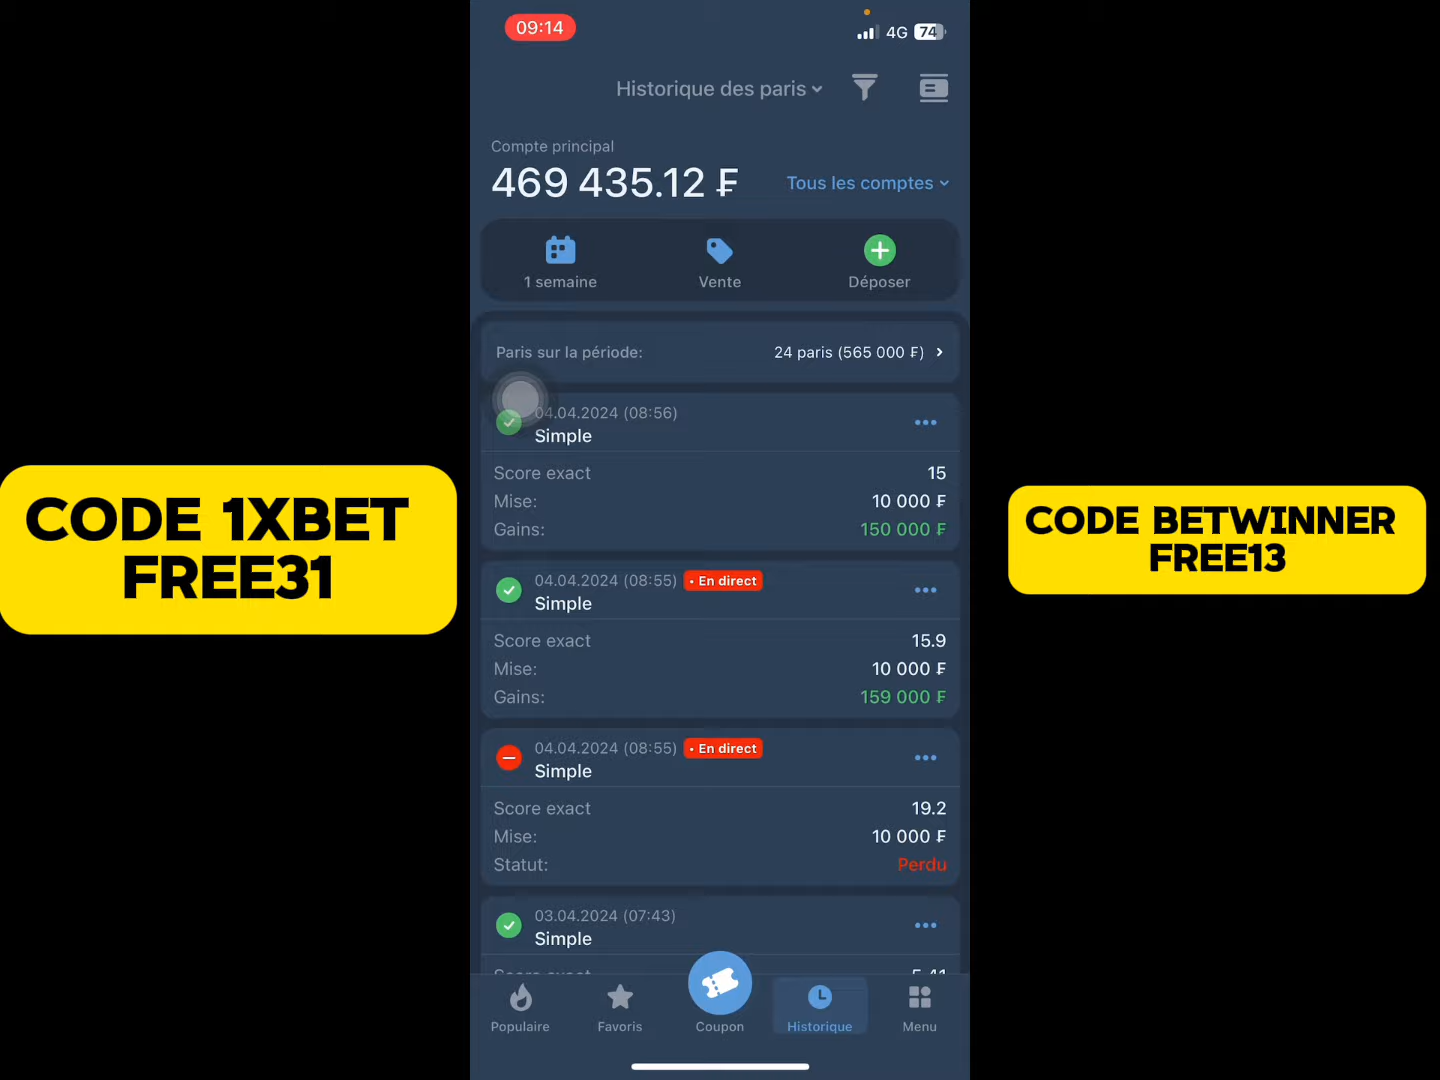 09:14
4G 74
Historique des paris
Compte principal
469 435.12 ₣
Tous les comptes
1 semaine
Vente
Déposer
Paris sur la période:
24 paris (565 000 ₣)
04.04.2024 (08:56)
Simple
Score exact 15
Mise: 10 000 ₣
Gains: 150 000 ₣
04.04.2024 (08:55) • En direct
Simple
Score exact 15.9
Mise: 10 000 ₣
Gains: 159 000 ₣
04.04.2024 (08:55) • En direct
Simple
Score exact 19.2
Mise: 10 000 ₣
Statut: Perdu
03.04.2024 (07:43)
Simple
Score exact 5.41
Populaire
Favoris
Coupon
Historique
Menu
CODE 1XBET
FREE31
CODE BETWINNER
FREE13